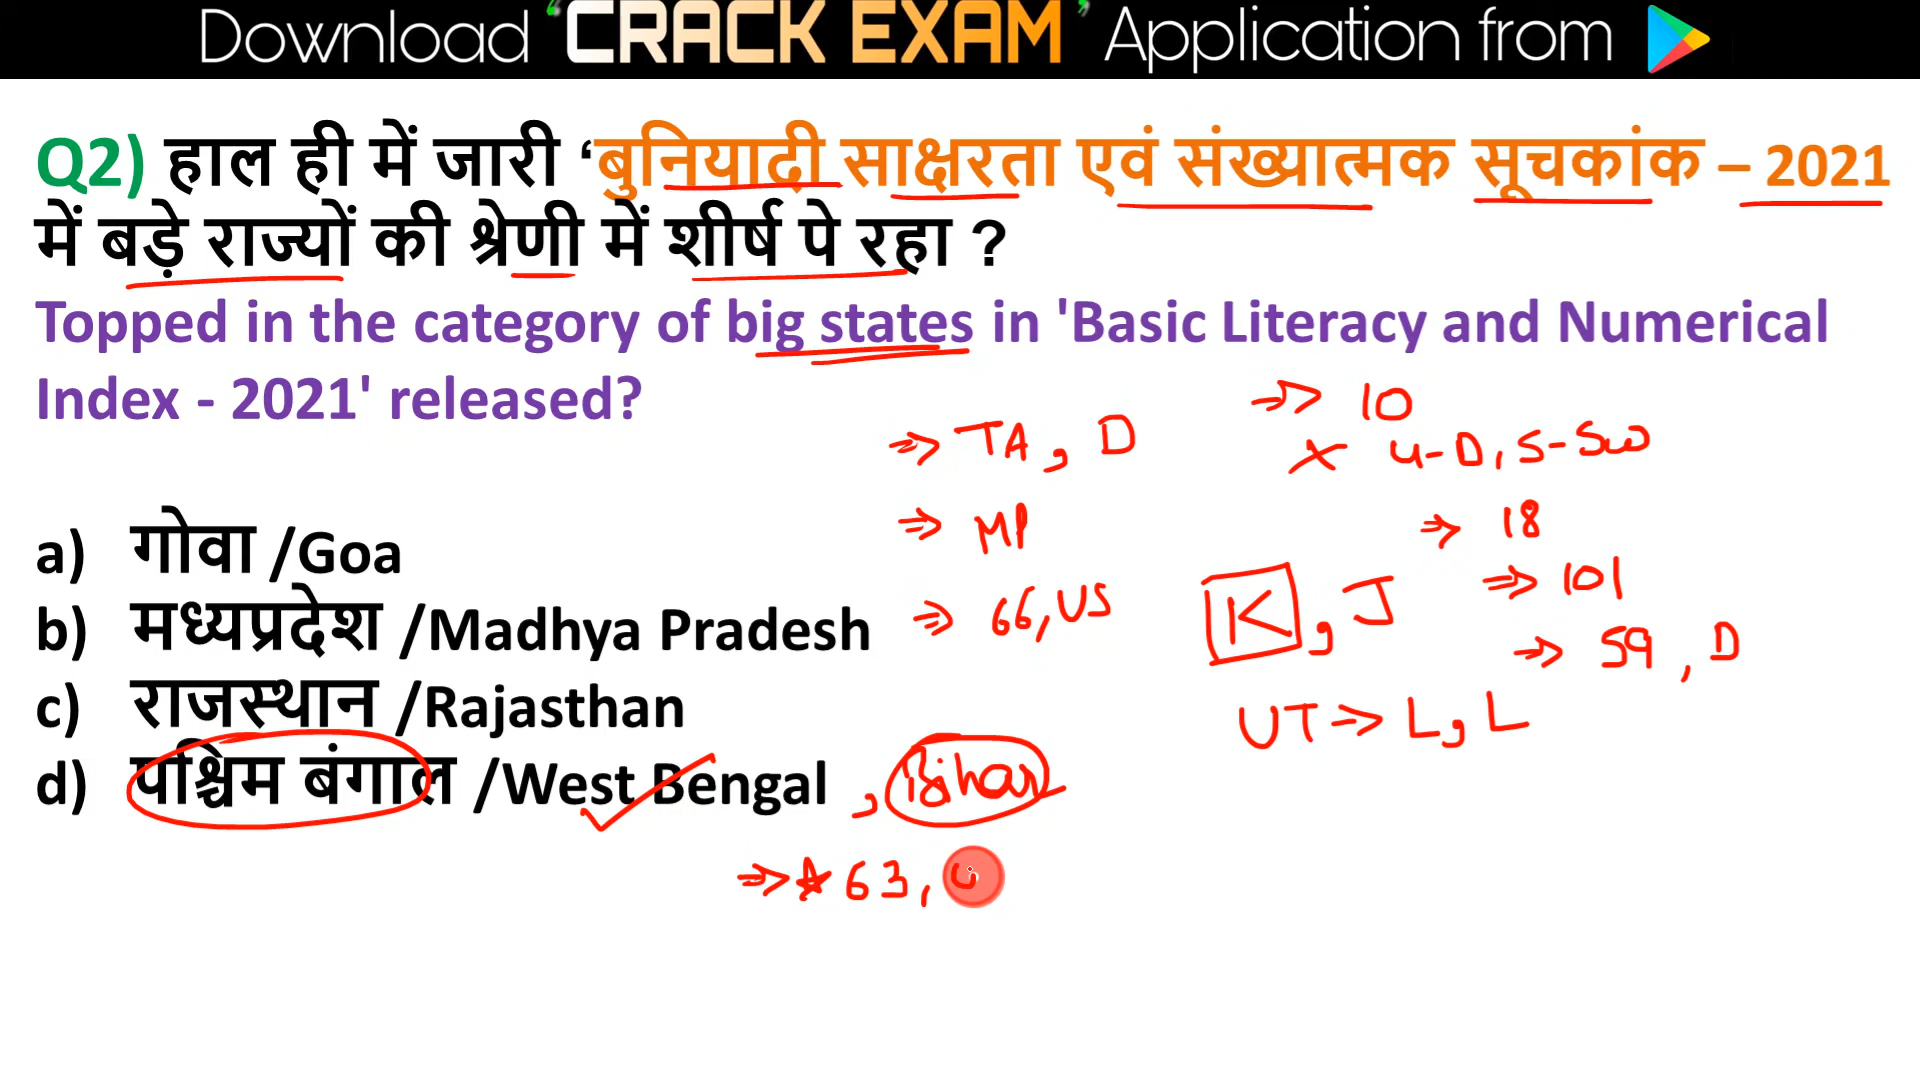 Download ‘CRACK EXAM’ Application from
Q2) हाल ही में जारी ‘बुनियादी साक्षरता एवं संख्यात्मक सूचकांक – 2021
में बड़े राज्यों की श्रेणी में शीर्ष पे रहा ?
Topped in the category of big states in 'Basic Literacy and Numerical
Index - 2021' released?
⇒ 10
⇒ TA, D
× U-D, S-Sw
⇒ MP
⇒ 18
a) गोवा /Goa
⇒ 101
⇒ 66, US
K, J
b) मध्यप्रदेश /Madhya Pradesh
⇒ 59, D
c) राजस्थान /Rajasthan
UT ⇒ L, L
d) पश्चिम बंगाल /West Bengal , Bihar
⇒ 63,